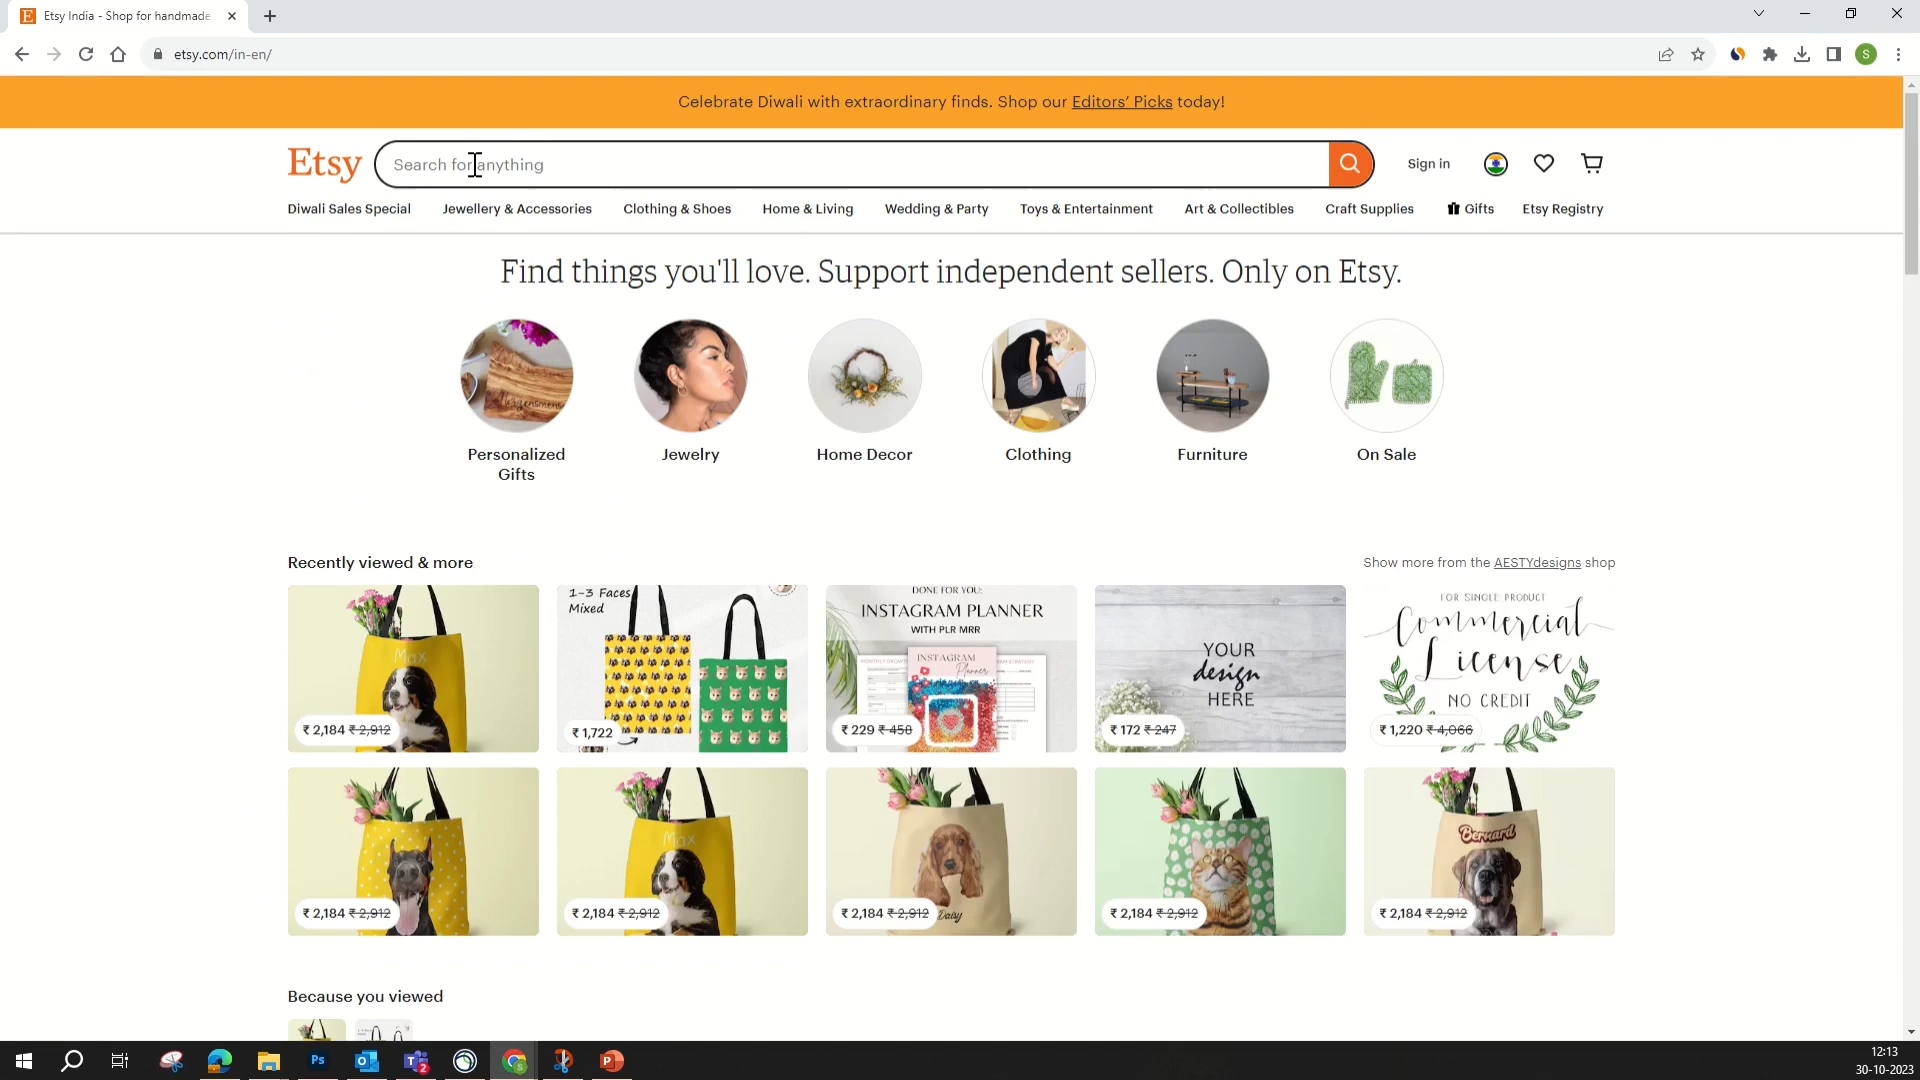 Etsy India - Shop for handmade
etsy.com/in-en/
S
Celebrate Diwali with extraordinary finds. Shop our Editors' Picks today!
Etsy
Search for anything
Sign in
Diwali Sales Special
Jewellery & Accessories
Clothing & Shoes
Home & Living
Wedding & Party
Toys & Entertainment
Art & Collectibles
Craft Supplies
Gifts
Etsy Registry
Find things you'll love. Support independent sellers. Only on Etsy.
Personalized
Gifts
Jewelry
Home Decor
Clothing
Furniture
On Sale
Recently viewed & more
Show more from the AESTYdesigns shop
Max
₹ 2,184 ₹ 2,912
1-3 Faces
Mixed
₹ 1,722
DONE FOR YOU:
INSTAGRAM PLANNER
WITH PLR MRR
INSTAGRAM
Planner
₹ 229 ₹ 458
YOUR
design
HERE
₹ 172 ₹ 247
FOR SINGLE PRODUCT
Commercial
License
NO CREDIT
₹ 1,220 ₹ 4,066
₹ 2,184 ₹ 2,912
Max
₹ 2,184 ₹ 2,912
Daisy
₹ 2,184 ₹ 2,912
₹ 2,184 ₹ 2,912
Bernard
₹ 2,184 ₹ 2,912
Because you viewed
12:13
30-10-2023